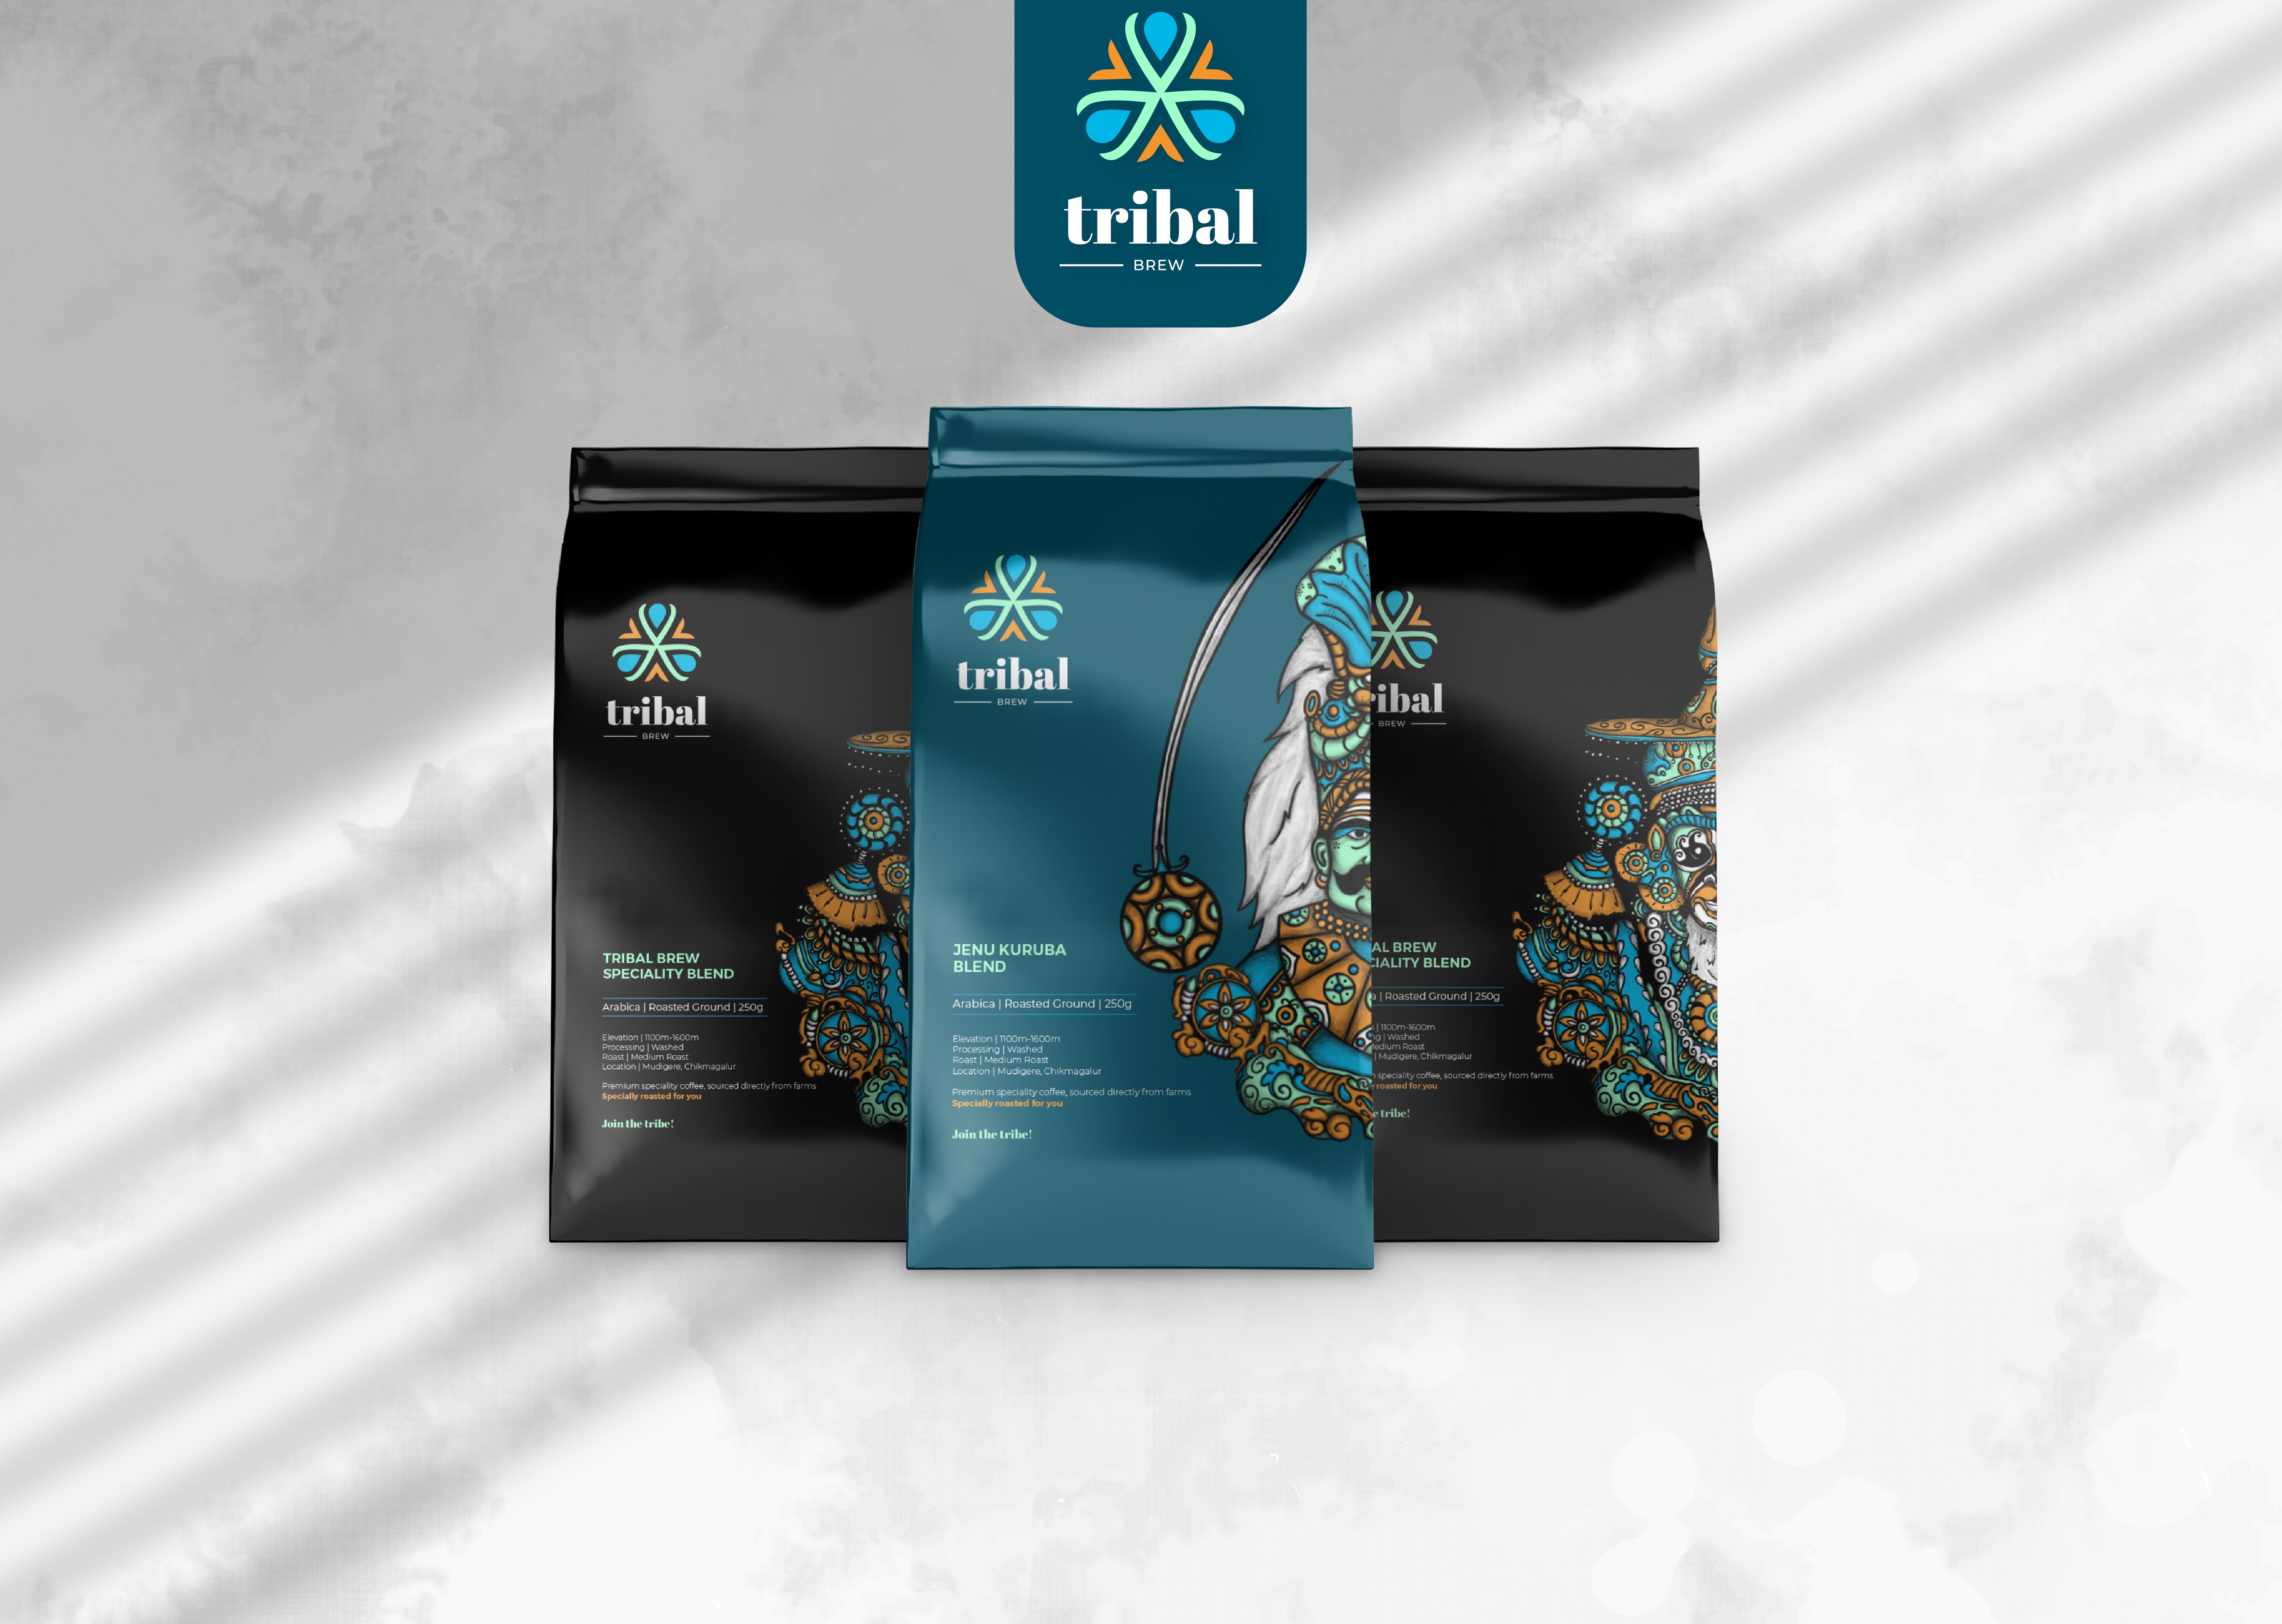 tribal
BREW
tribal
BREW
TRIBAL BREW
SPECIALITY BLEND
Arabica | Roasted Ground | 250g
Elevation | 1100m-1600m
Processing | Washed
Roast | Medium Roast
Location | Mudigere, Chikmagalur
Premium speciality coffee, sourced directly from farms
Specially roasted for you
Join the tribe!
tribal
BREW
JENU KURUBA
BLEND
Arabica | Roasted Ground | 250g
Elevation | 1100m-1600m
Processing | Washed
Roast | Medium Roast
Location | Mudigere, Chikmagalur
Premium speciality coffee, sourced directly from farms
Specially roasted for you
Join the tribe!
ribal
BREW
AL BREW
CIALITY BLEND
a | Roasted Ground | 250g
| 1100m-1600m
ng | Washed
edium Roast
| Mudigere, Chikmagalur
speciality coffee, sourced directly from farms
roasted for you
e tribe!